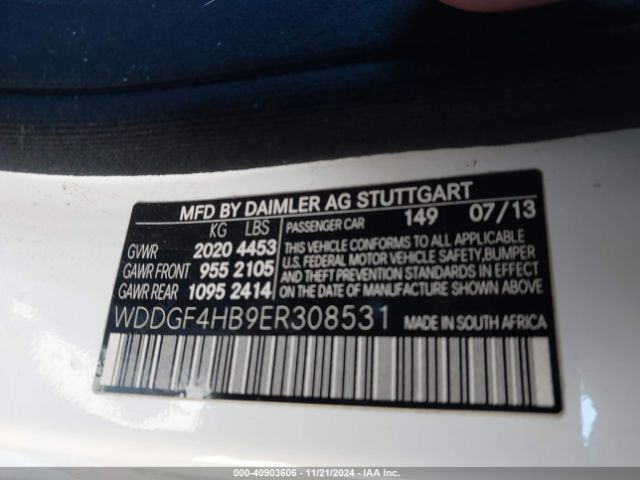 MFD BY DAIMLER AG STUTTGART
KG LBS PASSENGER CAR 149 07/13
GVWR 2020 4453
GAWR FRONT 955 2105
GAWR REAR 1095 2414
THIS VEHICLE CONFORMS TO ALL APPLICABLE
U.S. FEDERAL MOTOR VEHICLE SAFETY,BUMPER
AND THEFT PREVENTION STANDARDS IN EFFECT
ON THE DATE OF MANUFACTURE SHOWN ABOVE.
WDDGF4HB9ER308531 MADE IN SOUTH AFRICA
000-40903606 - 11/21/2024 - IAAI.COM